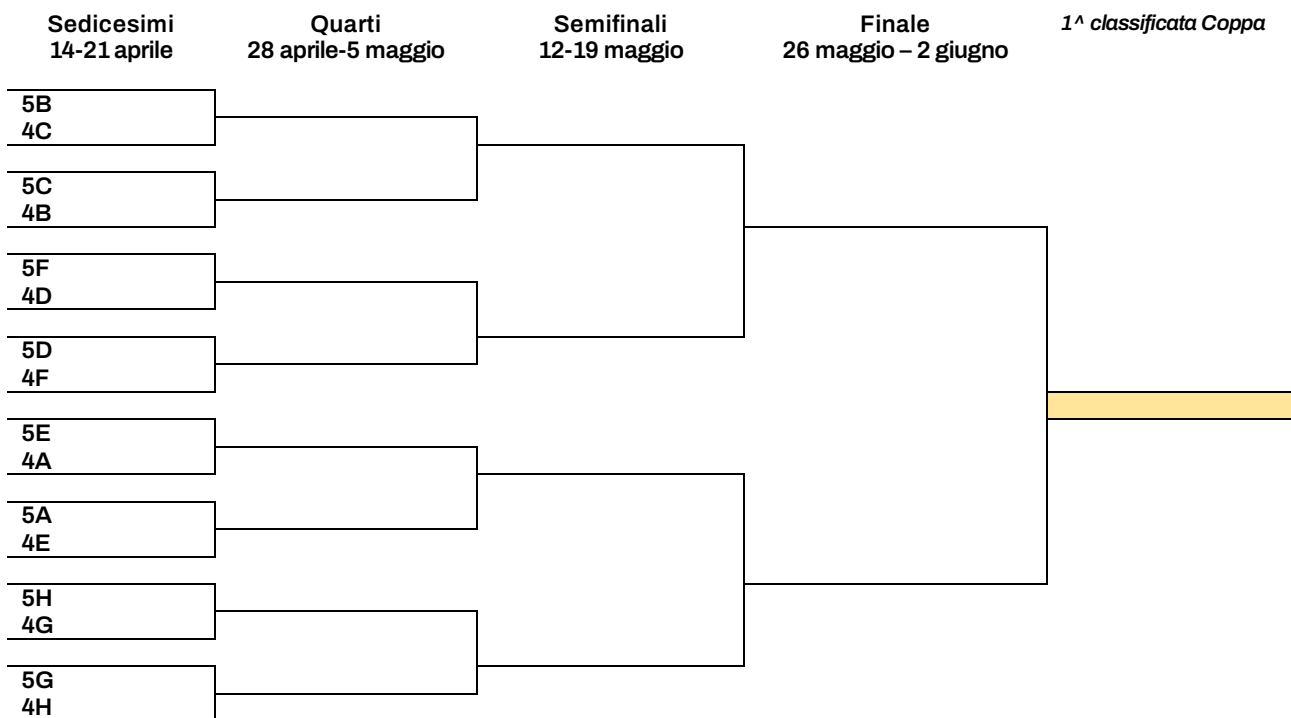 Sedicesimi
14-21 aprile
Quarti
28 aprile-5 maggio
Semifinali
12-19 maggio
Finale
26 maggio – 2 giugno
1^ classificata Coppa
5B
4C
5C
4B
5F
4D
5D
4F
5E
4A
5A
4E
5H
4G
5G
4H